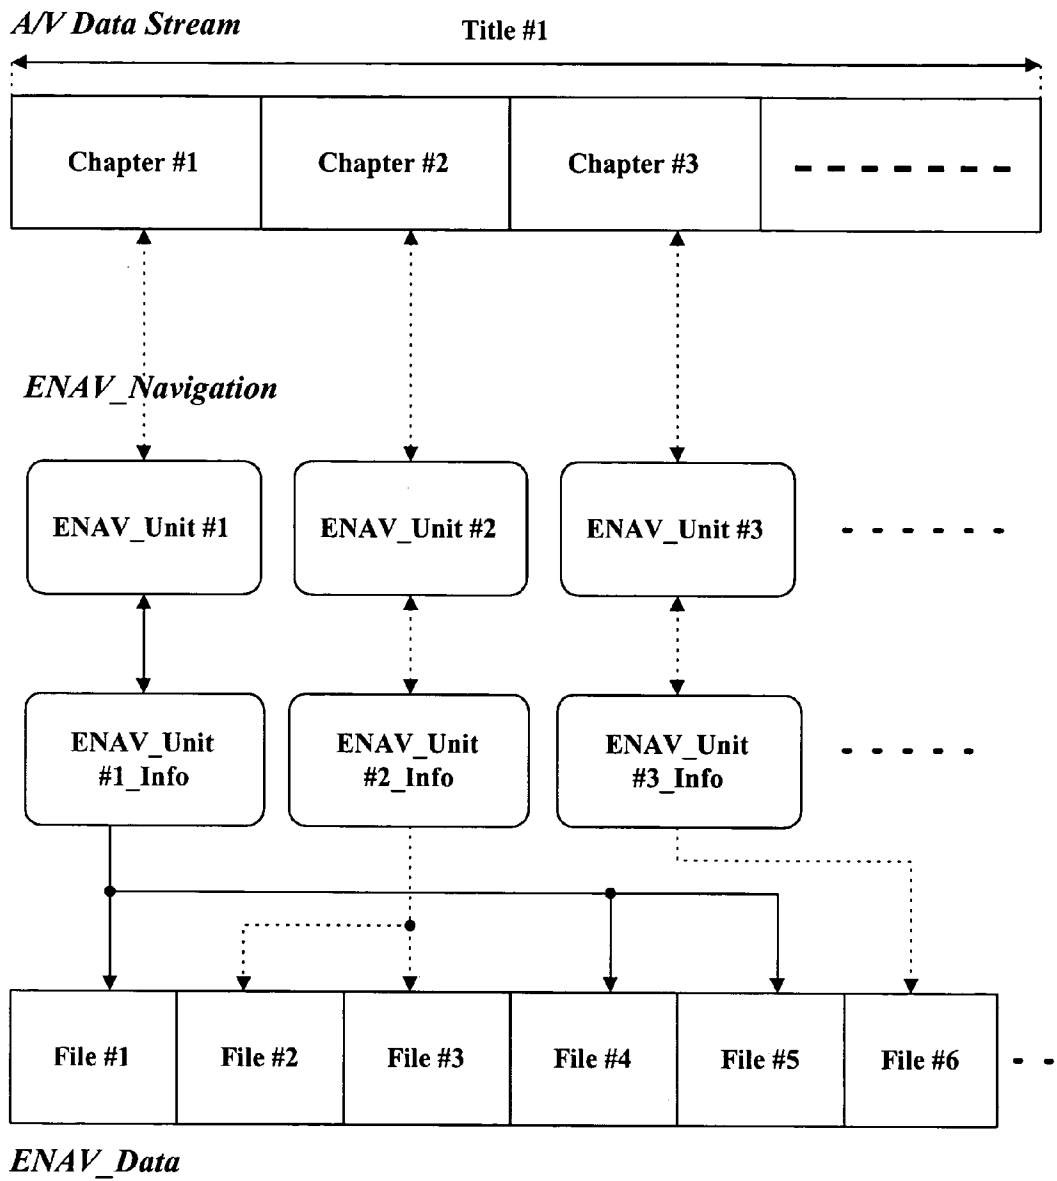 A/V Data Stream
Title #1
Chapter #1
Chapter #2
Chapter #3
ENAV_Navigation
ENAV_Unit #1
ENAV_Unit #2
ENAV_Unit #3
ENAV_Unit
#1_Info
ENAV_Unit
#2_Info
ENAV_Unit
#3_Info
File #1
File #2
File #3
File #4
File #5
File #6
ENAV_Data